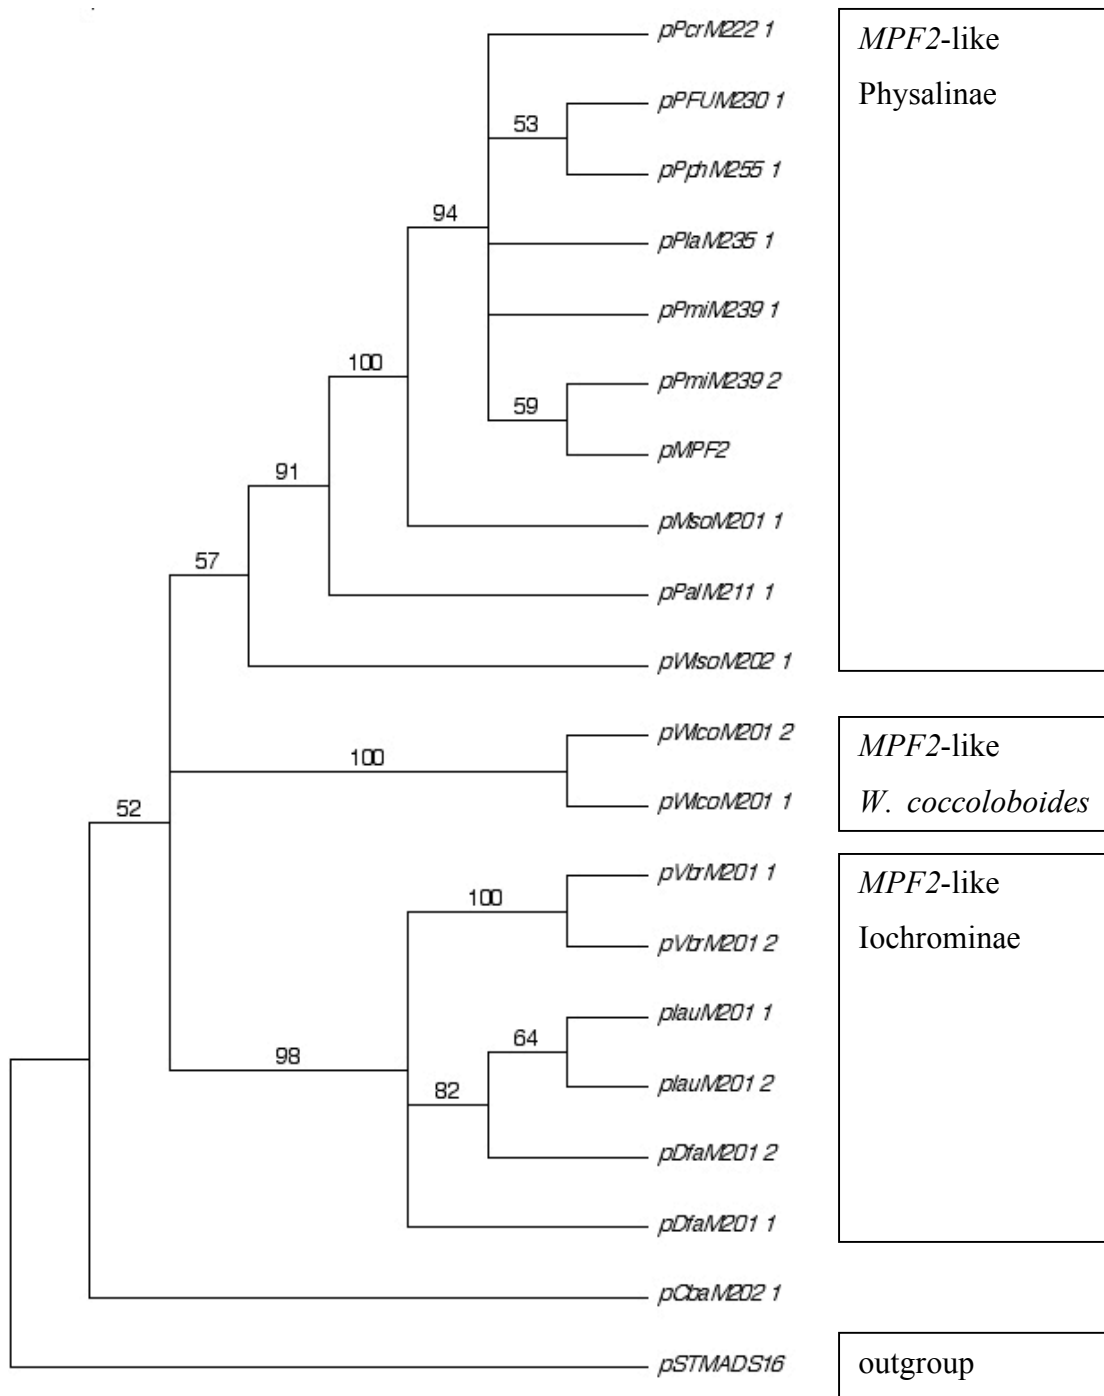 pPcrM222 1
MPF2-like
Physalinae
pPFUM230 1
53
pPphM255 1
94
pPlaM235 1
pPmiM239 1
100
pPmiM239 2
59
pMPF2
91
pMsoM201 1
57
pPalM211 1
pWsoM202 1
pWcoM201 2
MPF2-like
W. coccoloboides
100
pWcoM201 1
52
pVbrM201 1
MPF2-like
Iochrominae
100
pVbrM201 2
pIauM201 1
64
98
pIauM201 2
82
pDfaM201 2
pDfaM201 1
pCbaM202 1
pSTMADS16
outgroup